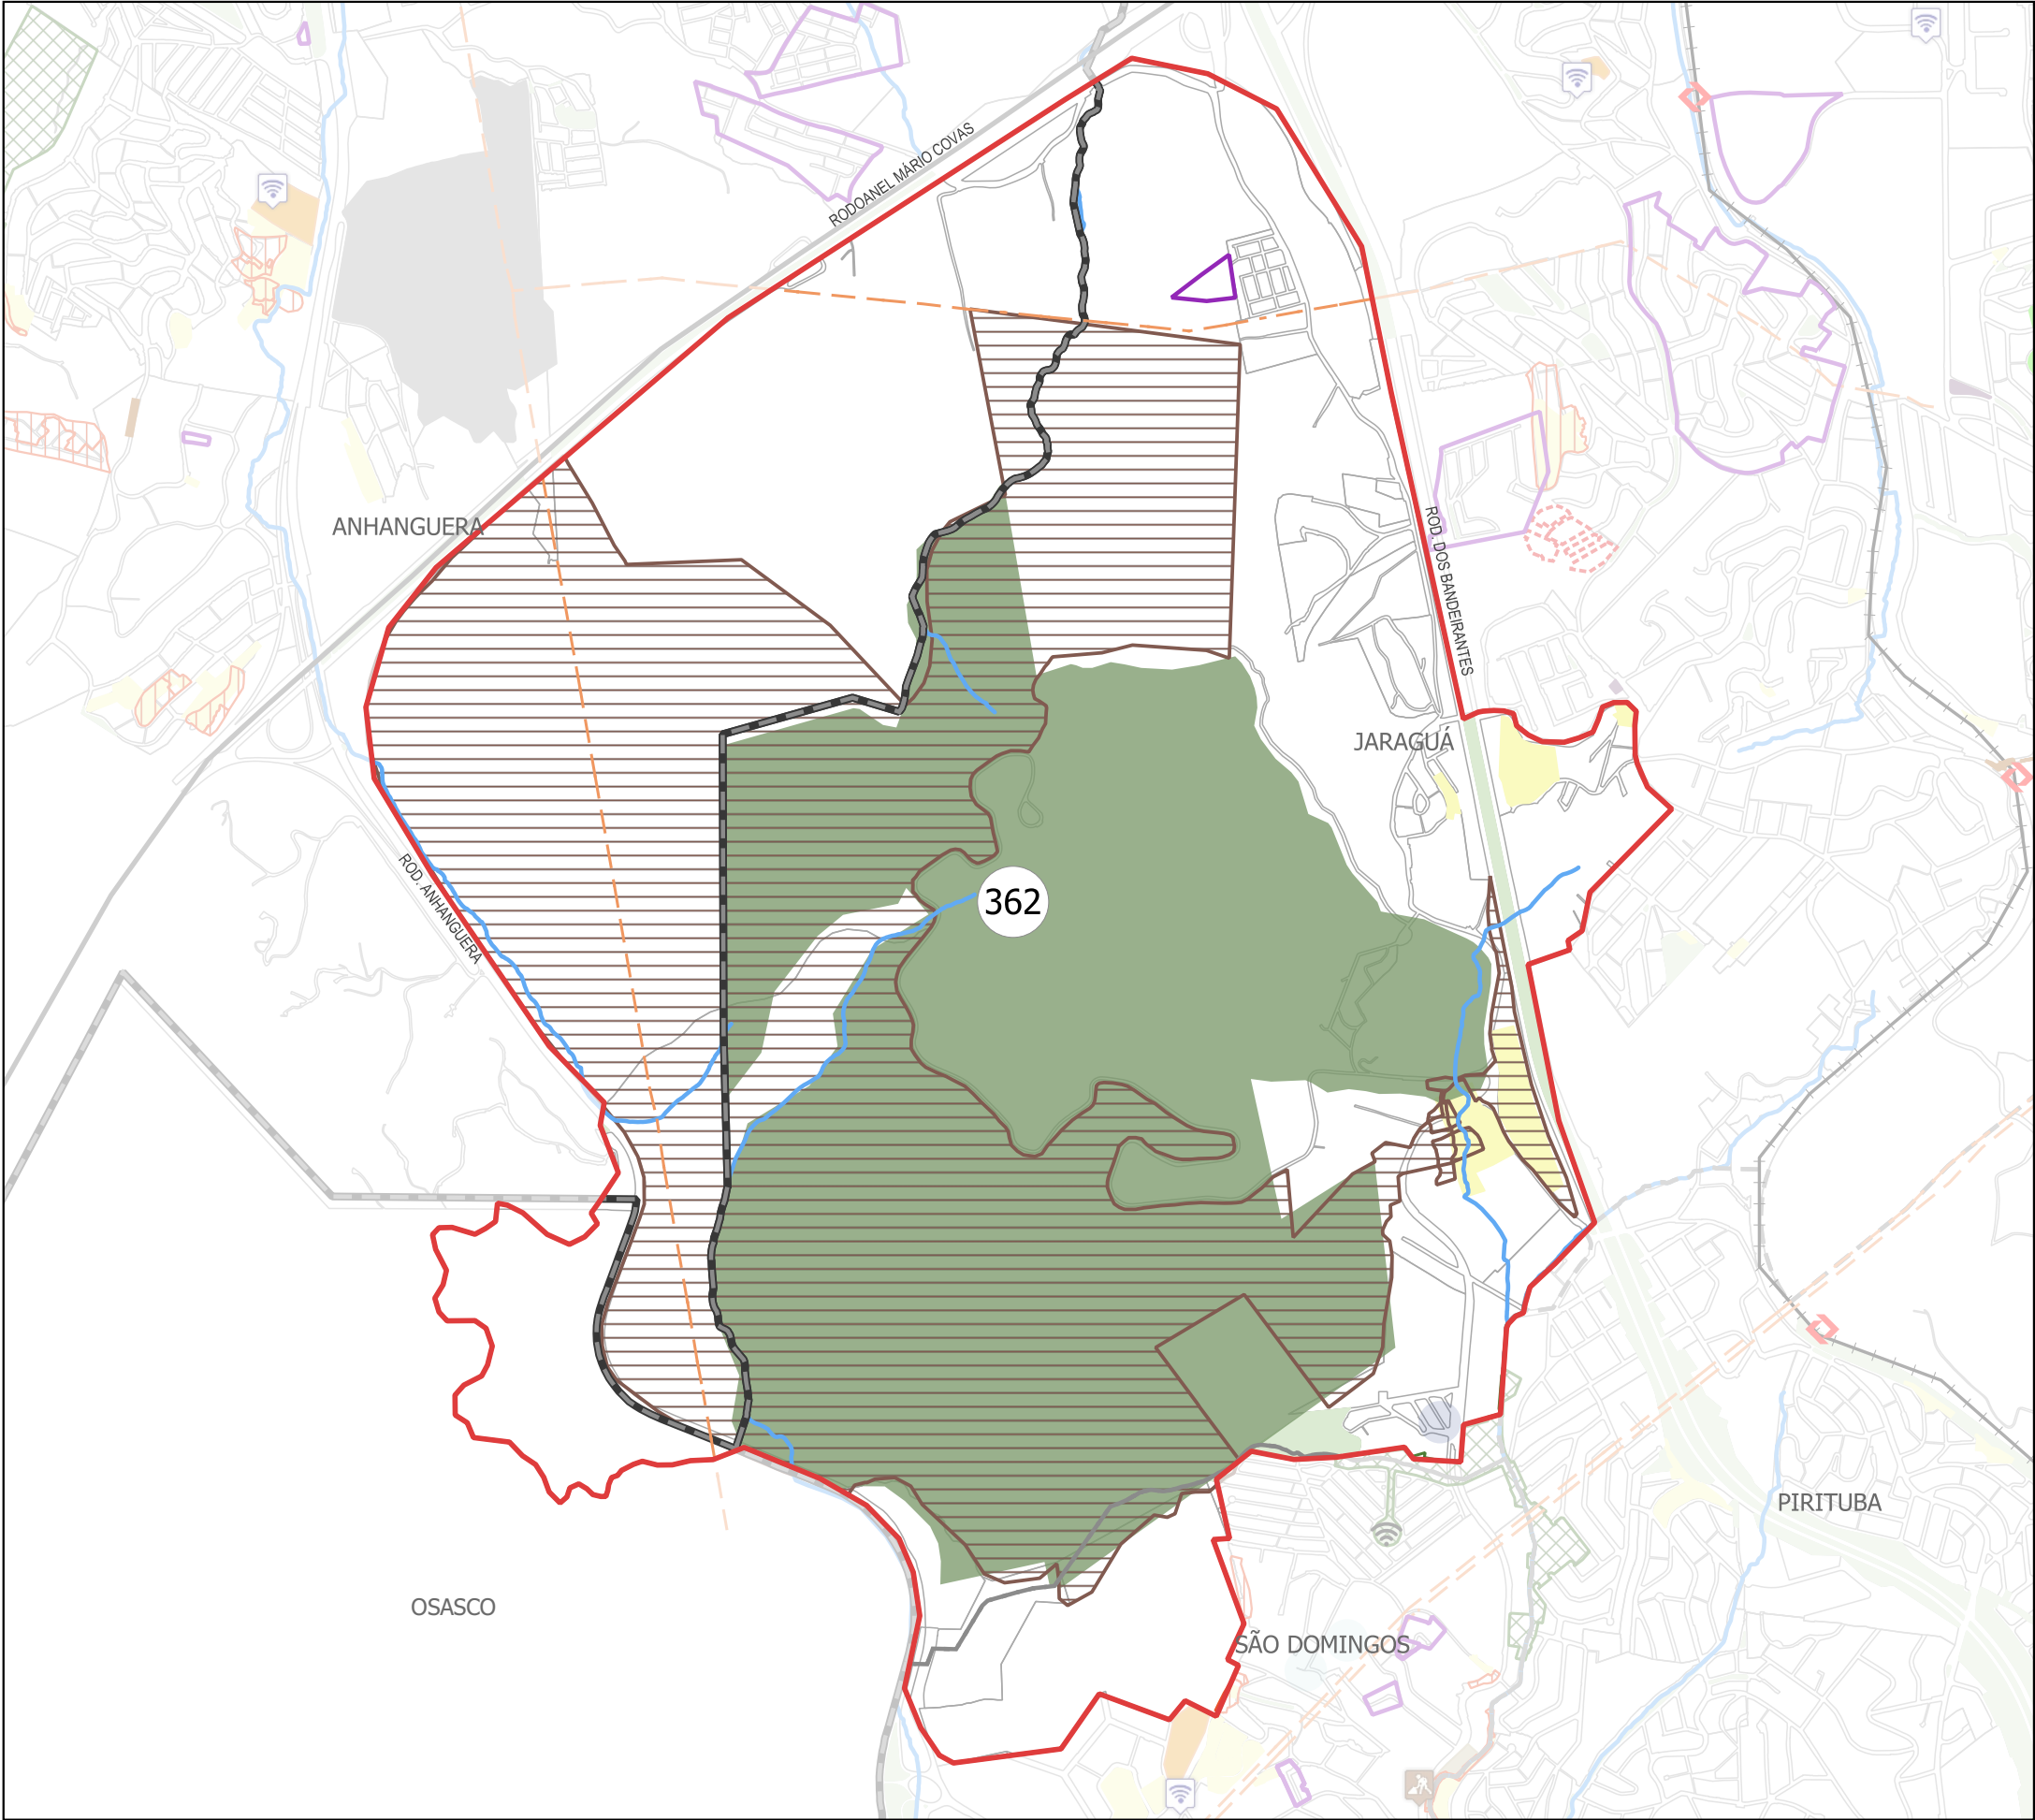 RODOANEL MÁRIO COVAS
ANHANGUERA
ROD. DOS BANDEIRANTES
JARAGUÁ
ROD. ANHANGUERA
362
PIRITUBA
OSASCO
SÃO DOMINGOS